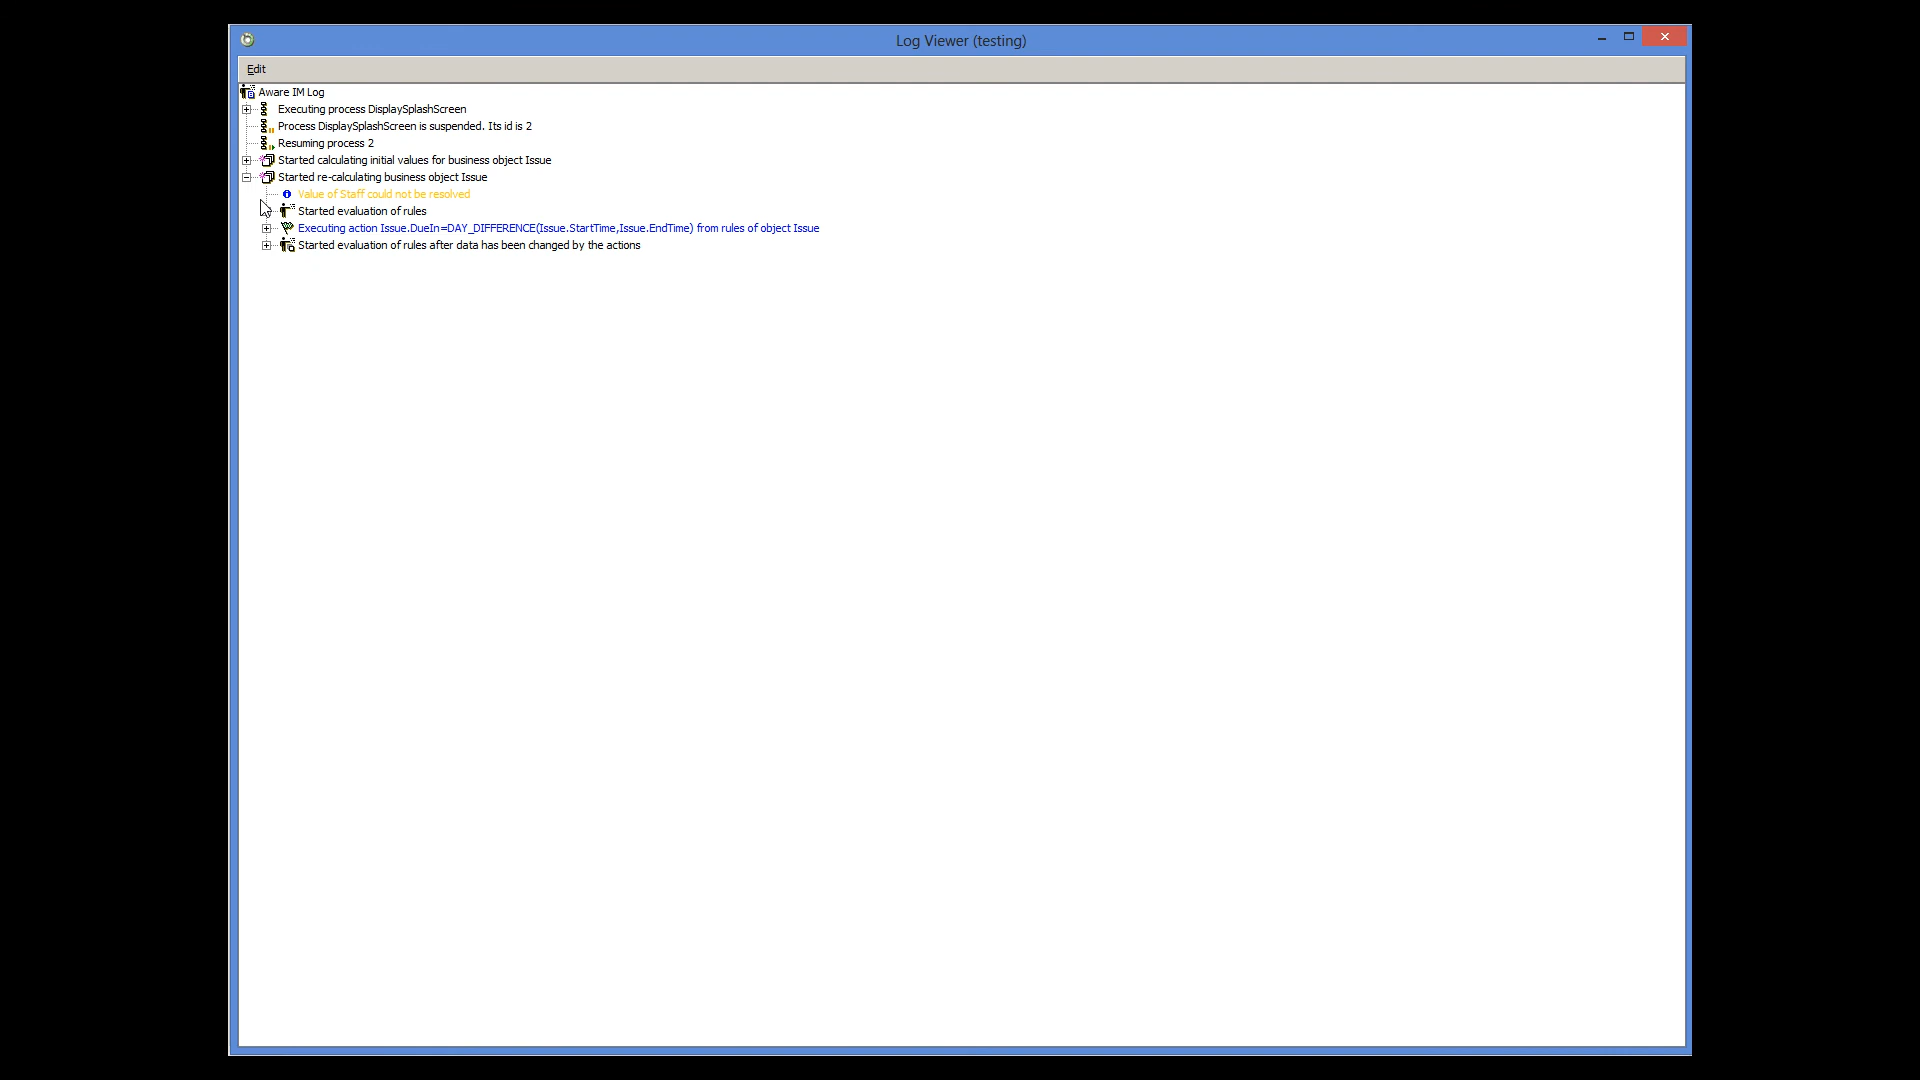 Log Viewer (testing)
Edit
Aware IM Log
Executing process DisplaySplashScreen
Process DisplaySplashScreen is suspended. Its id is 2
Resuming process 2
Started calculating initial values for business object Issue
Started re-calculating business object Issue
Value of Staff could not be resolved
Started evaluation of rules
Executing action Issue.DueIn=DAY_DIFFERENCE(Issue.StartTime,Issue.EndTime) from rules of object Issue
Started evaluation of rules after data has been changed by the actions